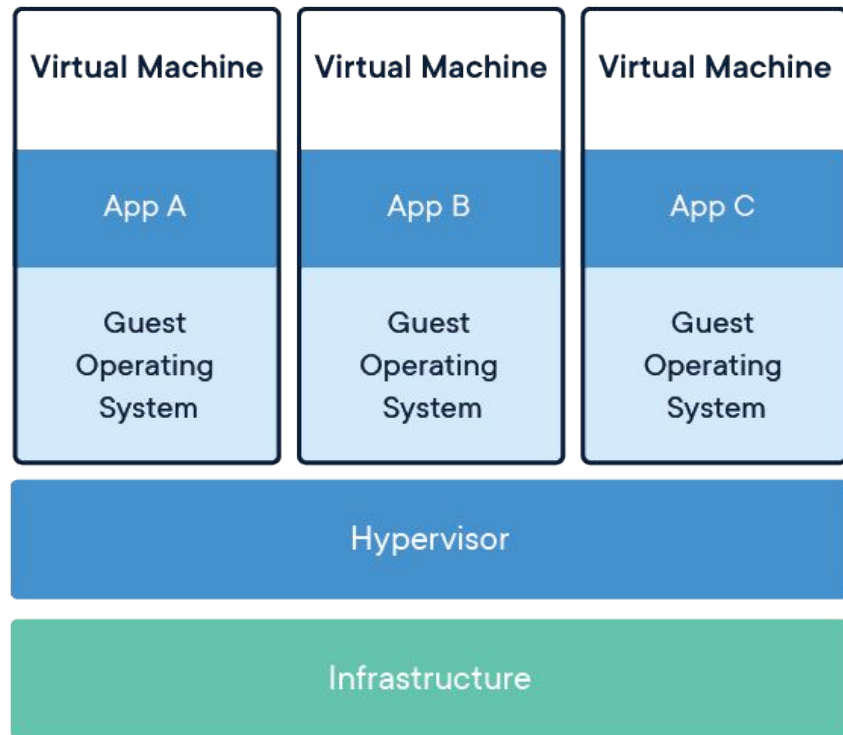 Virtual Machine
Virtual Machine
Virtual Machine
App A
App B
App C
Guest
Operating
System
Guest
Operating
System
Guest
Operating
System
Hypervisor
Infrastructure